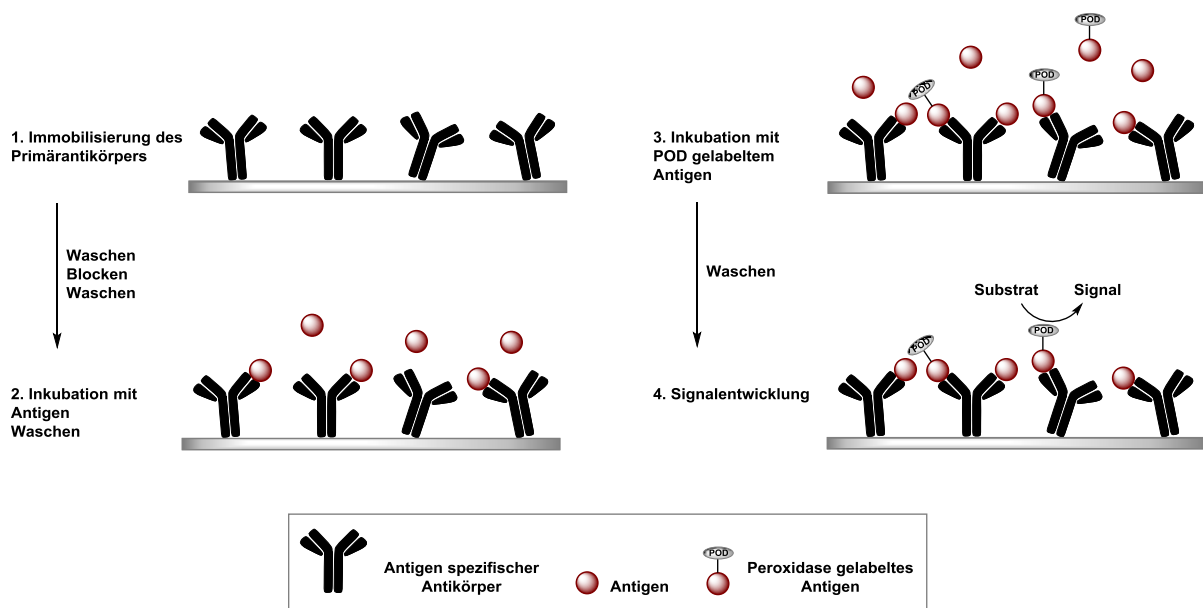 1. Immobilisierung des
Primärantikörpers
Waschen
Blocken
Waschen
2. Inkubation mit
Antigen
Waschen
POD
POD
POD
3. Inkubation mit
POD gelabeltem
Antigen
Waschen
Substrat
Signal
POD
POD
4. Signalentwicklung
Antigen spezifischer
Antikörper
Antigen
POD
Peroxidase gelabeltes
Antigen